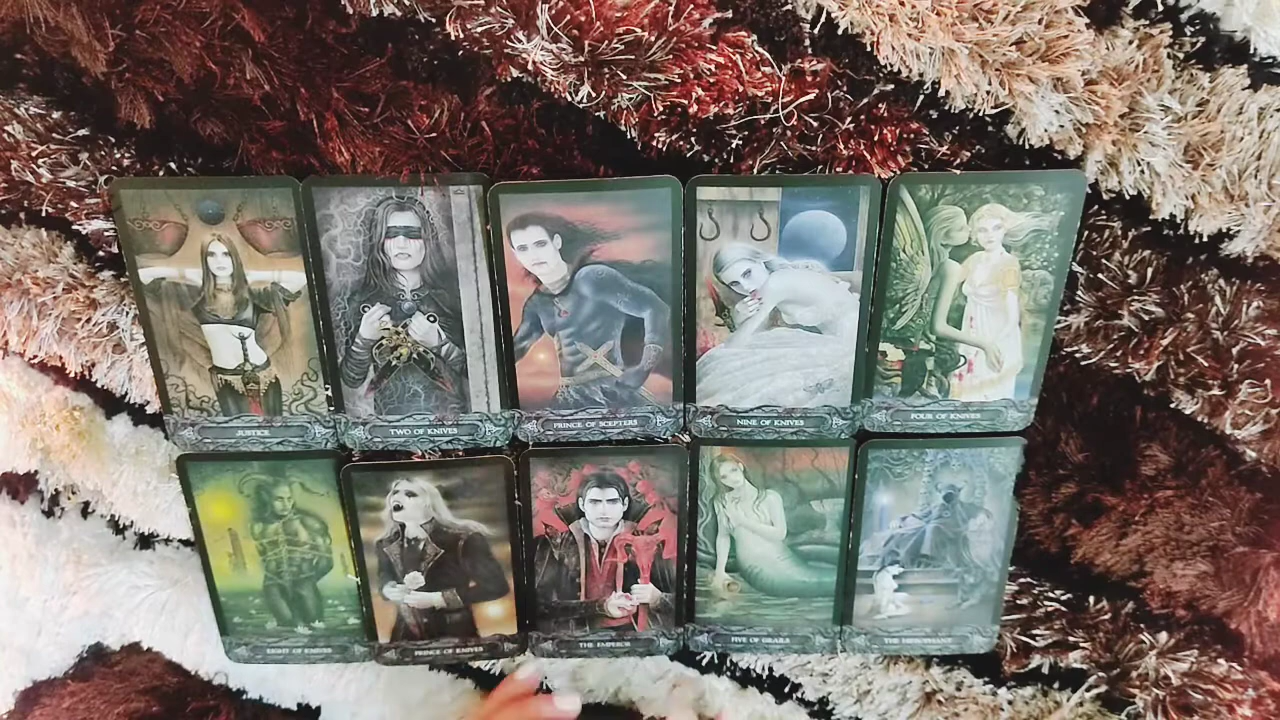 JUSTICE
TWO OF KNIVES
PRINCE OF SCEPTERS
NINE OF KNIVES
FOUR OF KNIVES
EIGHT OF KNIVES
PRINCE OF KNIVES
THE EMPEROR
FIVE OF GRAILS
THE HIEROPHANT